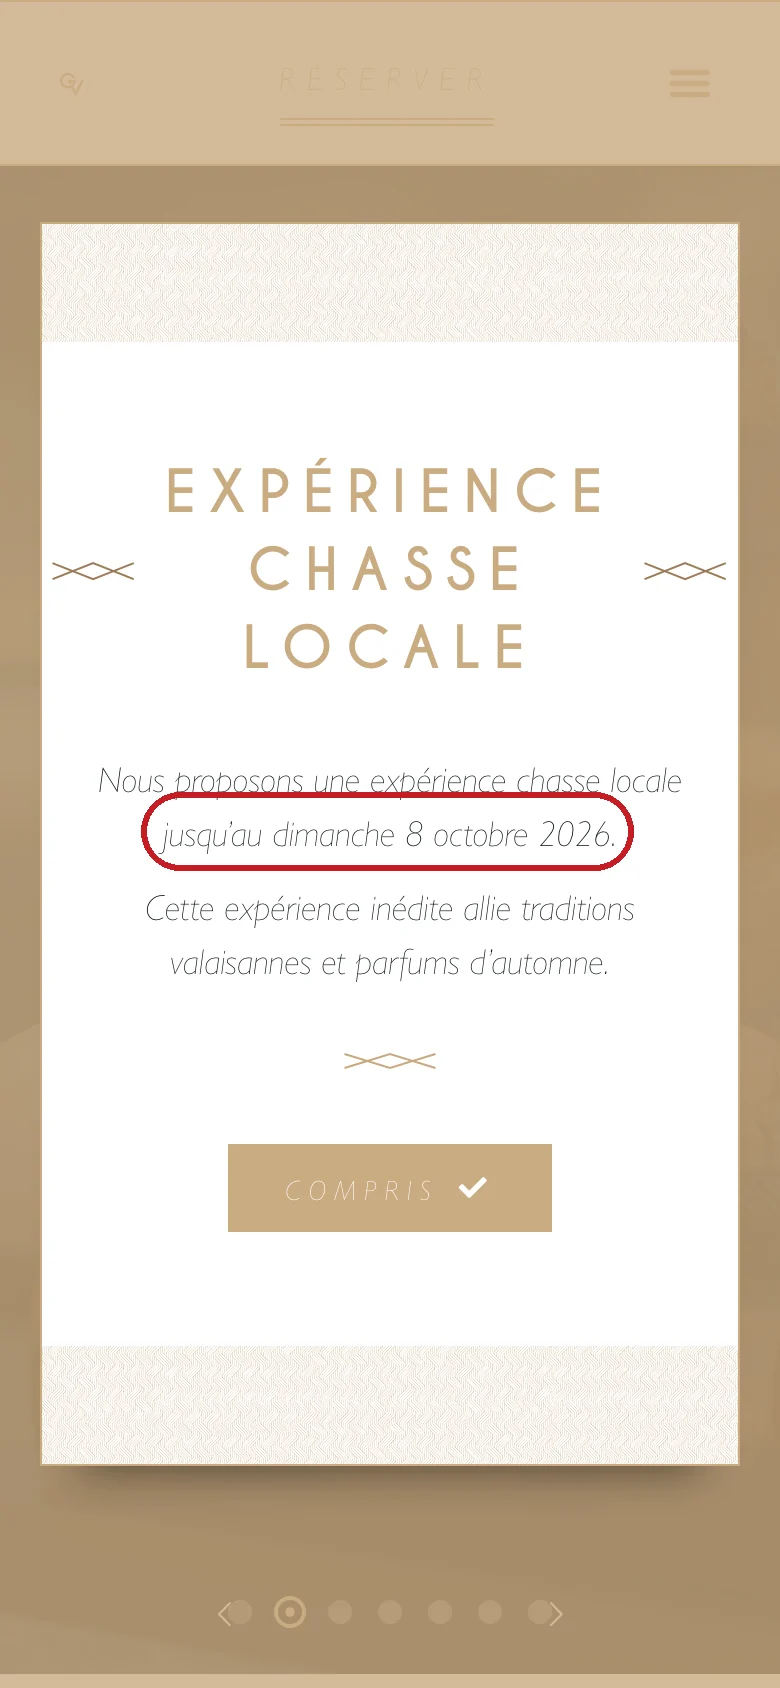 GV
RÉSERVER
EXPÉRIENCE
CHASSE
LOCALE
Nous proposons une expérience chasse locale
jusqu'au dimanche 8 octobre 2026.
Cette expérience inédite allie traditions
valaisannes et parfums d'automne.
COMPRIS